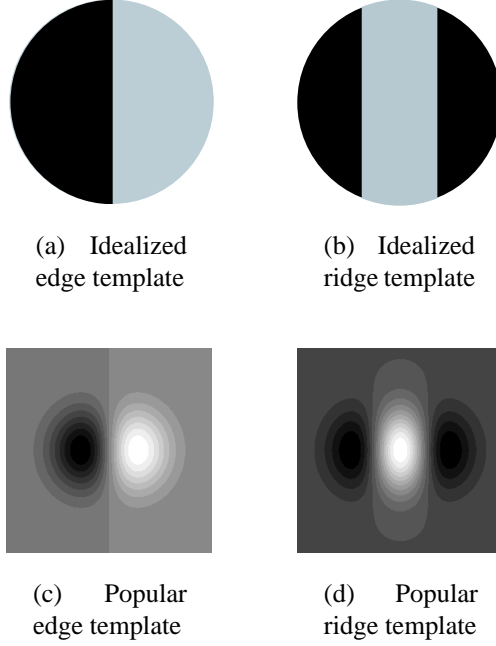 (a) Idealized
edge template
(b) Idealized
ridge template
(c) Popular
edge template
(d) Popular
ridge template